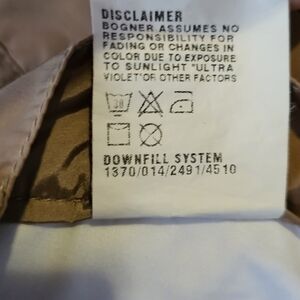 DISCLAIMER
BOGNER ASSUMES NO
RESPONSIBILITY FOR
FADING OR CHANGES IN
COLOR DUE TO EXPOSURE
TO SUNLIGHT "ULTRA
VIOLET"OR OTHER FACTORS
30
DOWNFILL SYSTEM
1370/014/2491/4510